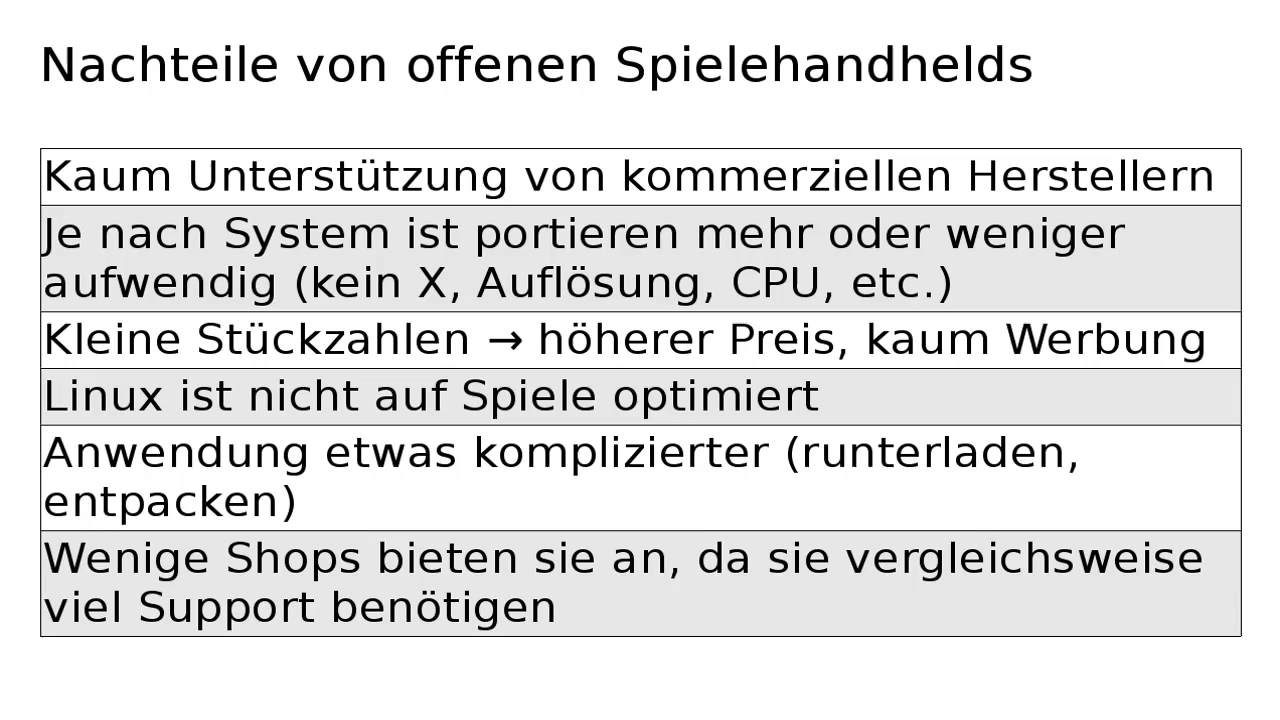 Nachteile von offenen Spielehandhelds
Kaum Unterstützung von kommerziellen Herstellern
Je nach System ist portieren mehr oder weniger
aufwendig (kein X, Auflösung, CPU, etc.)
Kleine Stückzahlen → höherer Preis, kaum Werbung
Linux ist nicht auf Spiele optimiert
Anwendung etwas komplizierter (runterladen,
entpacken)
Wenige Shops bieten sie an, da sie vergleichsweise
viel Support benötigen